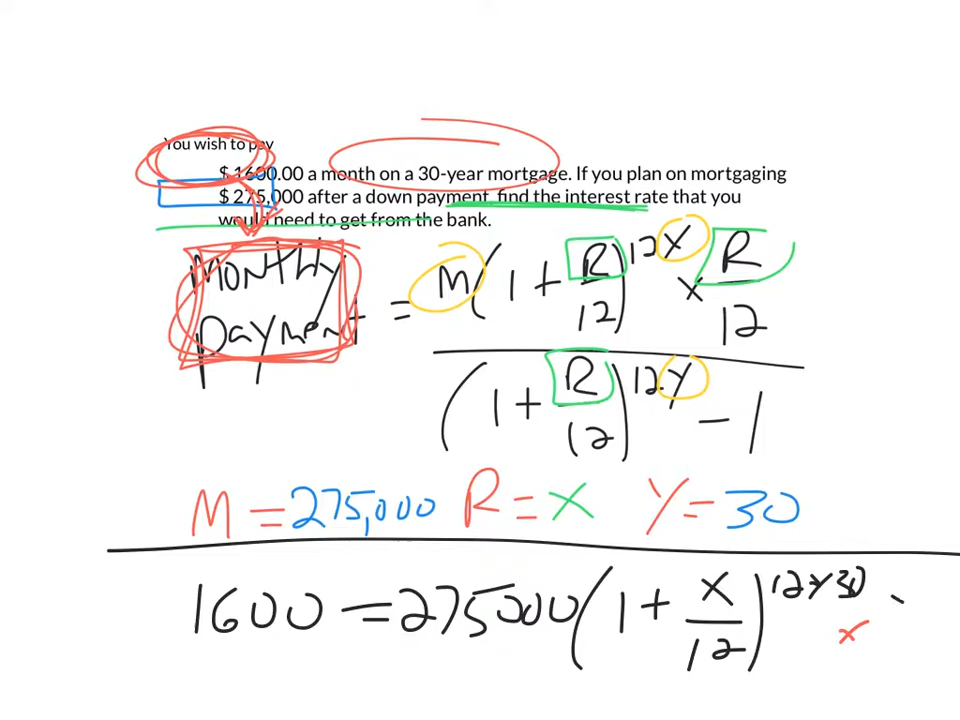 You wish to pay
$ 1600.00 a month on a 30-year mortgage. If you plan on mortgaging
$ 275,000 after a down payment, find the interest rate that you
would need to get from the bank.
Monthly payment = M(1 + R/12)^12Y × R/12
(1 + R/12)^12Y - 1
M = 275,000 R = X Y = 30
1600 = 275000(1 + X/12)^12×30 ·
x